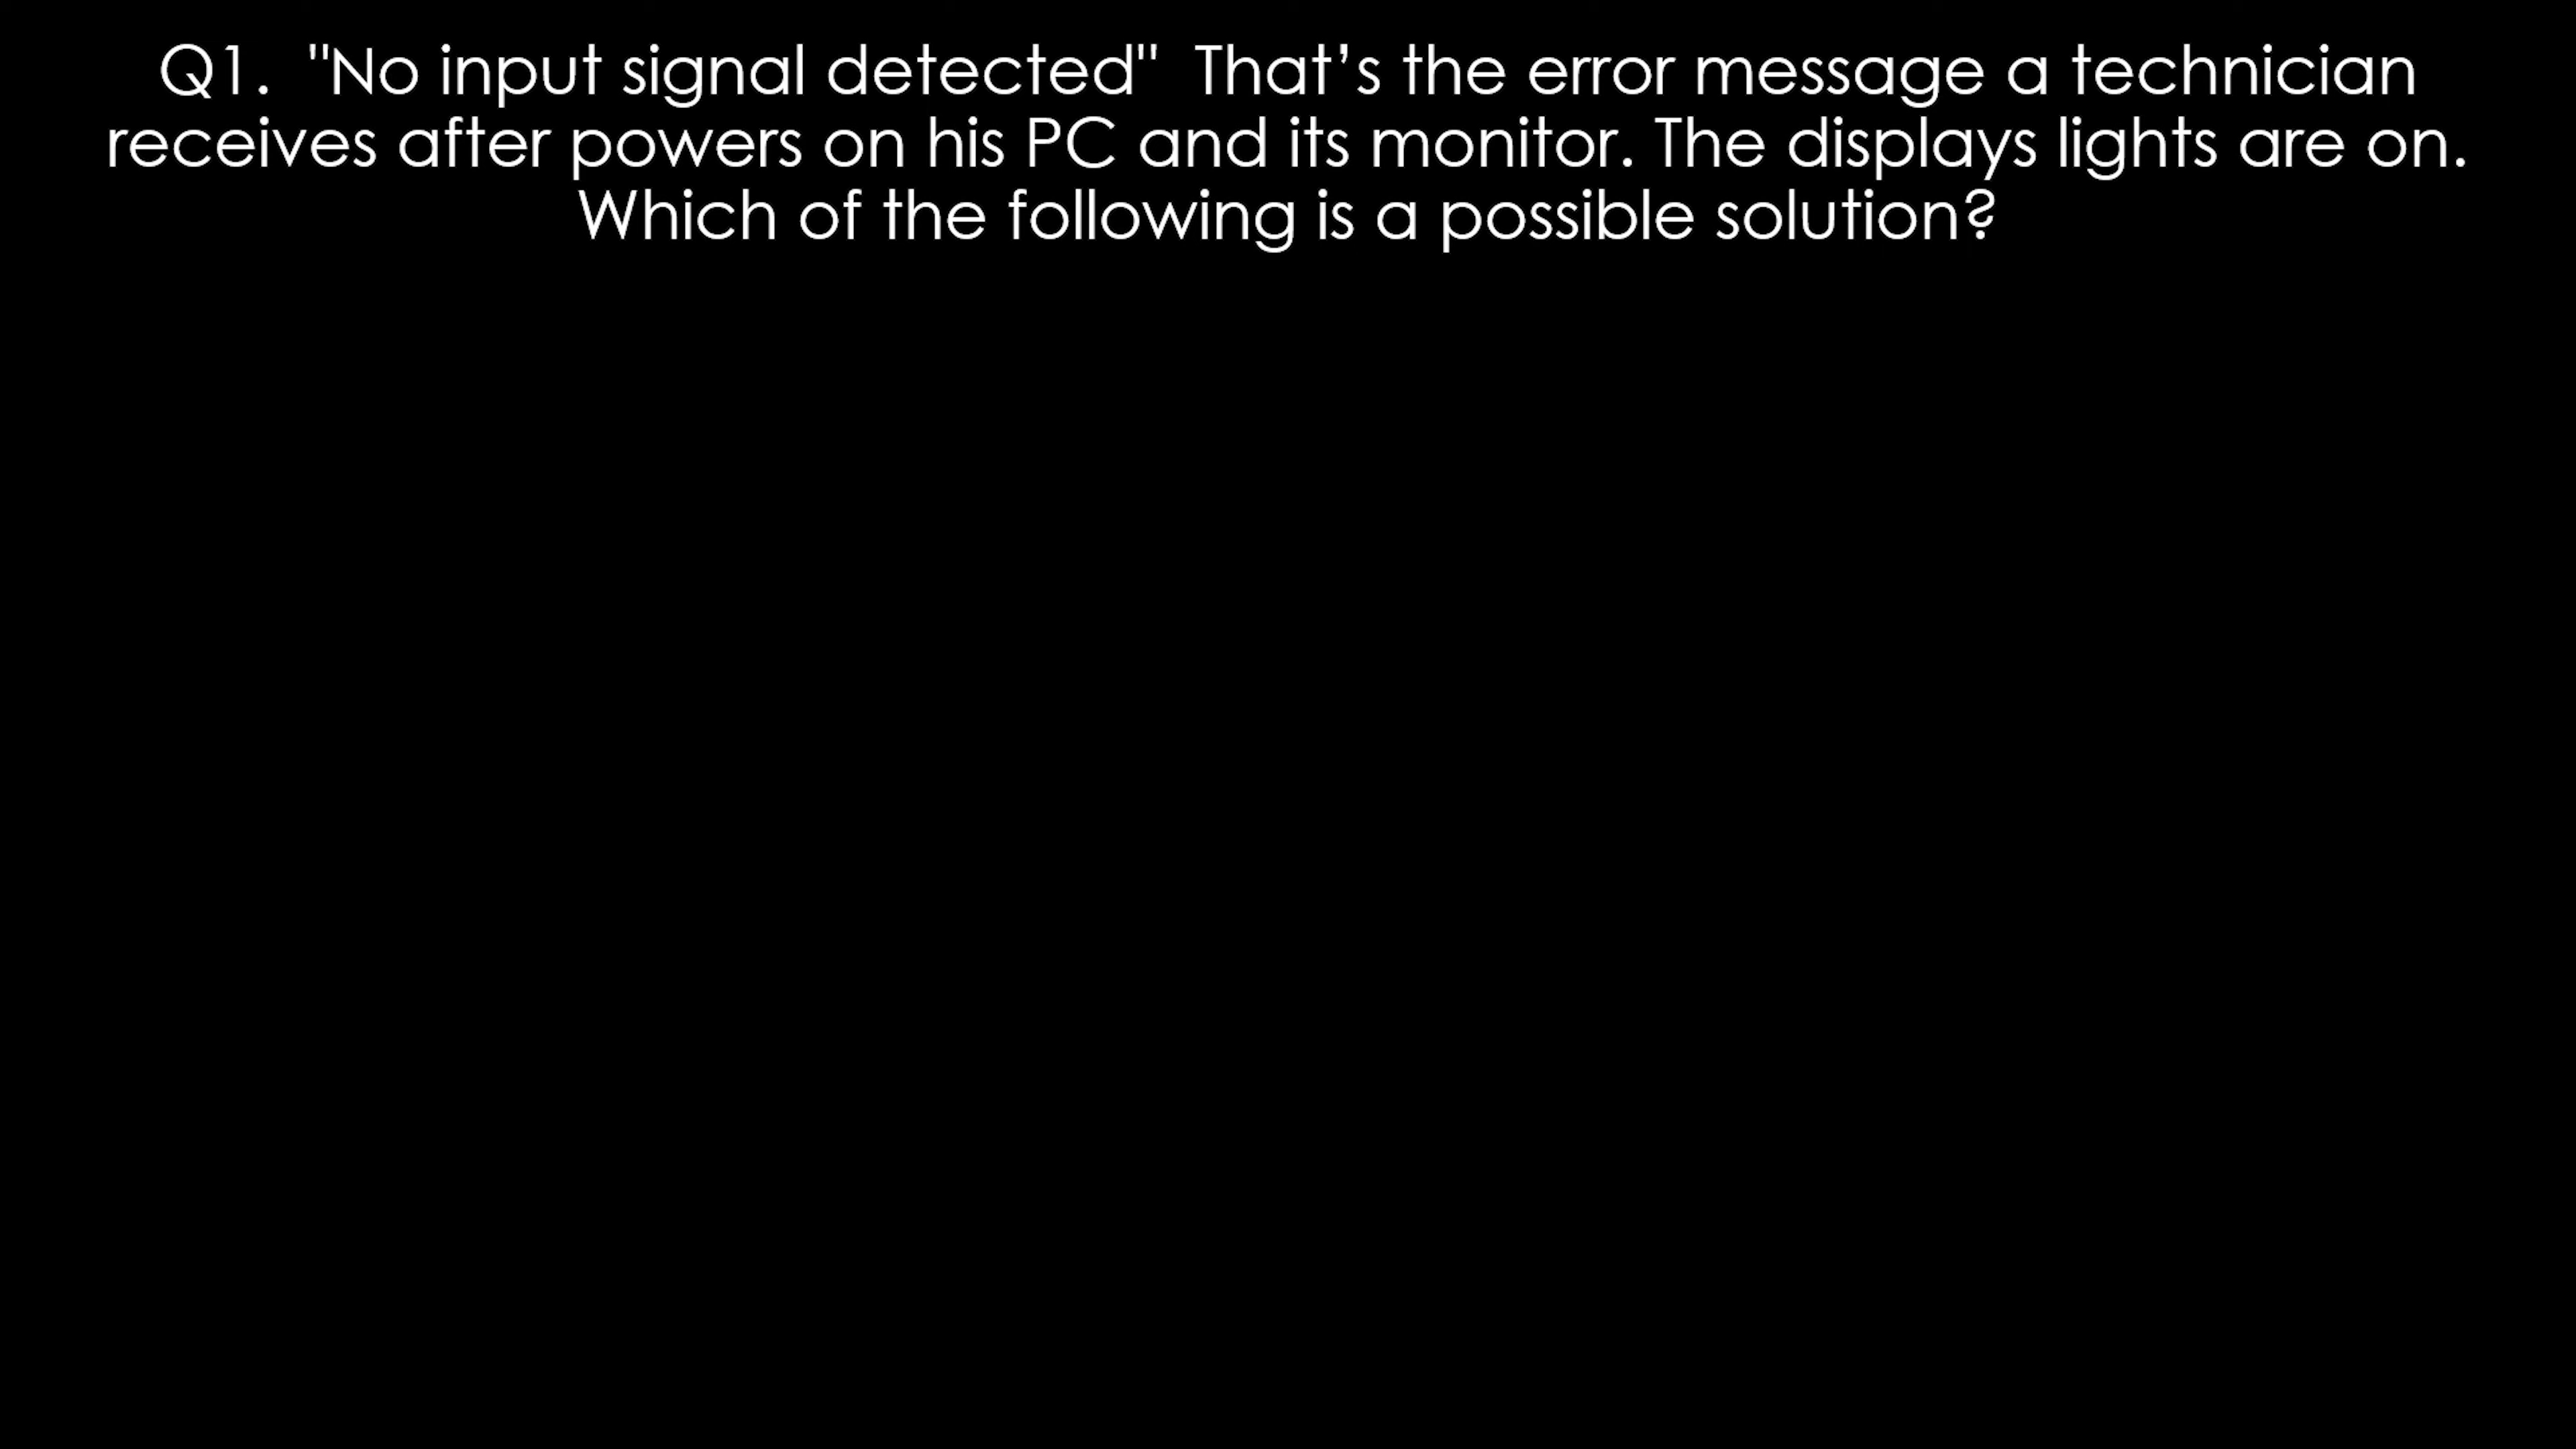 Q1.  "No input signal detected"  That’s the error message a technician
receives after powers on his PC and its monitor. The displays lights are on.
Which of the following is a possible solution?